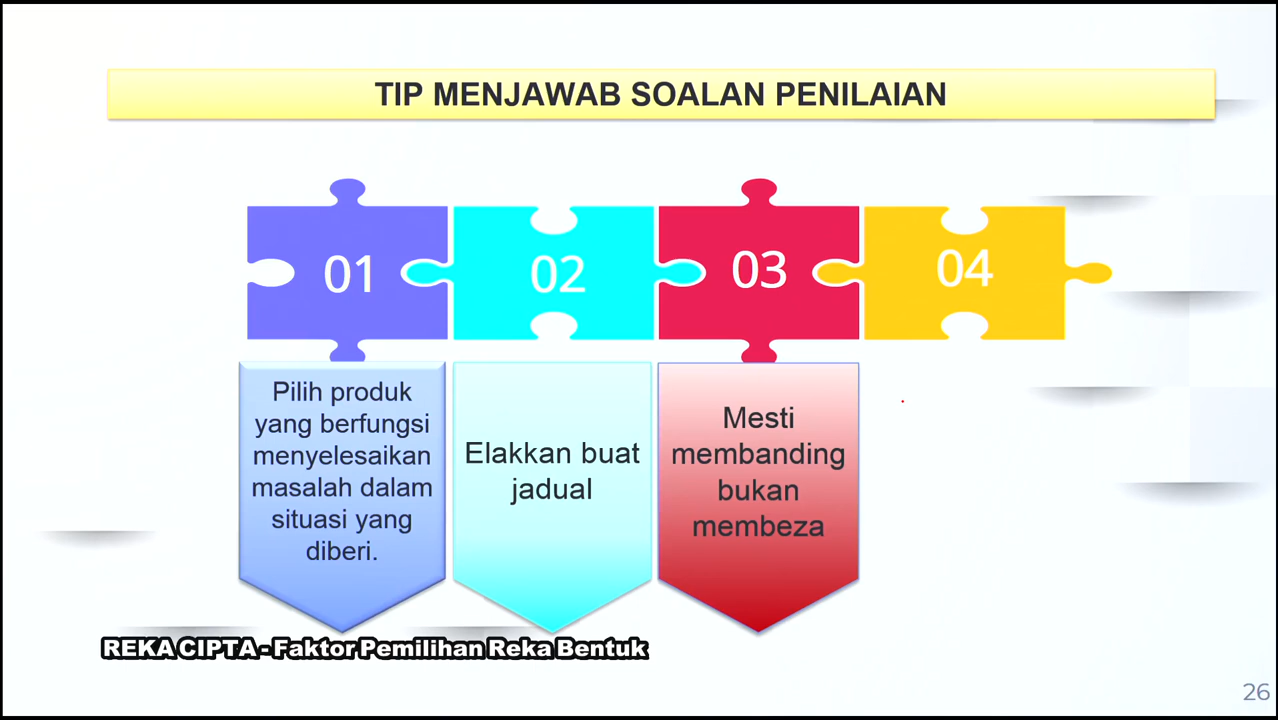 TIP MENJAWAB SOALAN PENILAIAN
01
02
03
04
Pilih produk
yang berfungsi
menyelesaikan
masalah dalam
situasi yang
diberi.
Elakkan buat
jadual
Mesti
membanding
bukan
membeza
REKA CIPTA - Faktor Pemilihan Reka Bentuk
26